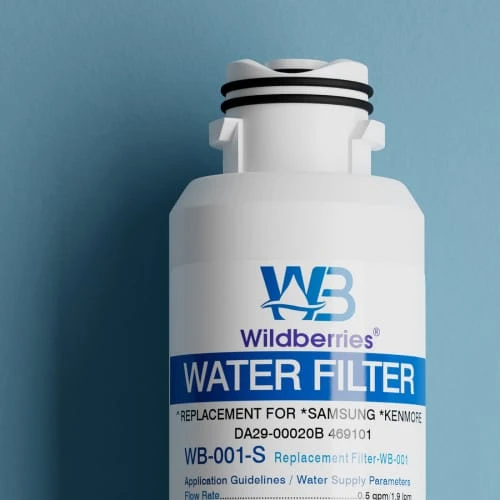 WB
Wildberries®
WATER FILTER
*REPLACEMENT FOR *SAMSUNG *KENMORE
DA29-00020B 469101
WB-001-S Replacement Filter-WB-001
Application Guidelines / Water Supply Parameters
Flow Rate........................0.5 gpm/1.9 lpm